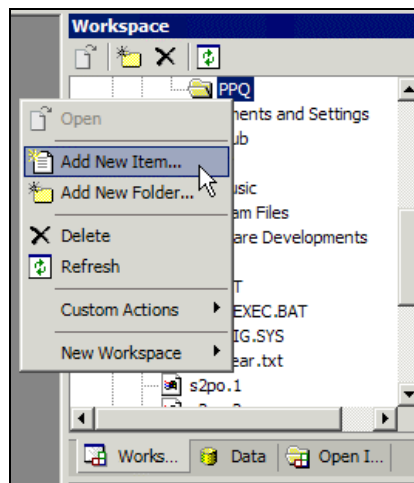 Workspace
PPQ
Open
ments and Settings
ub
Add New Item...
Add New Folder...
usic
am Files
Delete
are Developments
Refresh
T
Custom Actions
EXEC.BAT
IG.SYS
New Workspace
ear.txt
s2po.1
Works...
Data
Open I...